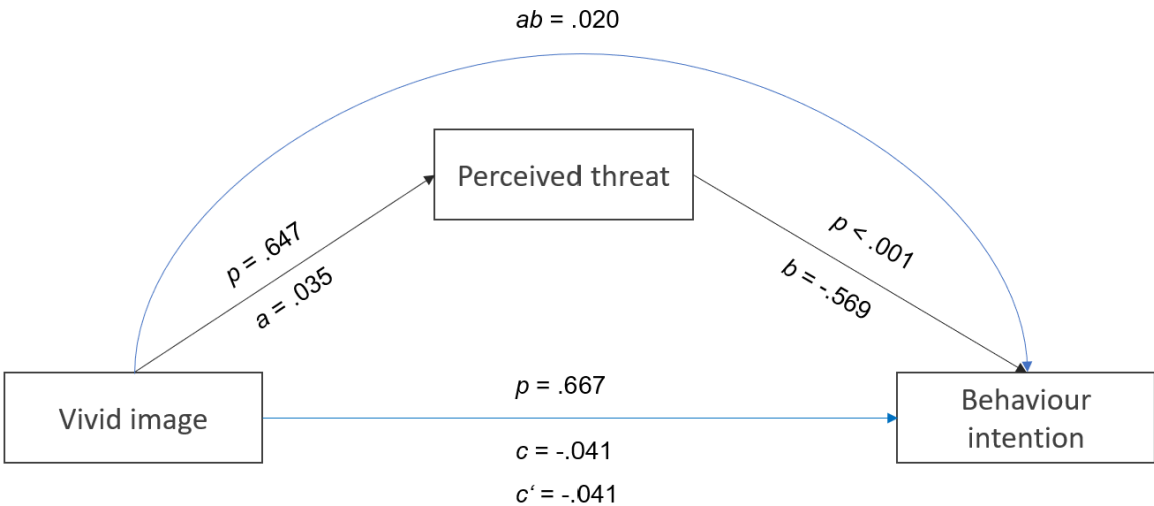 ab = .020
Perceived threat
p = .647
a = .035
p < .001
b = -.569
Vivid image
p = .667
c = -.041
c‘ = -.041
Behaviour
intention